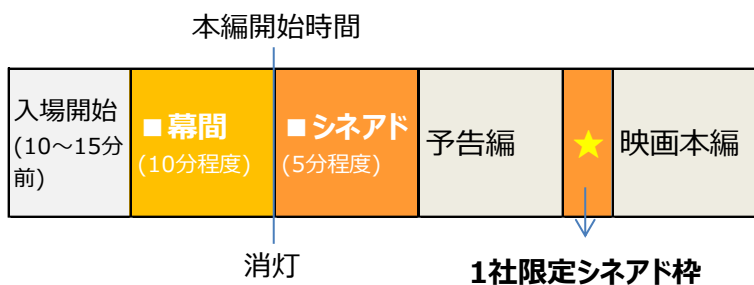 本編開始時間
入場開始
(10～15分
前)
■幕間
(10分程度)
■シネアド
(5分程度)
予告編
★
映画本編
消灯
1社限定シネアド枠